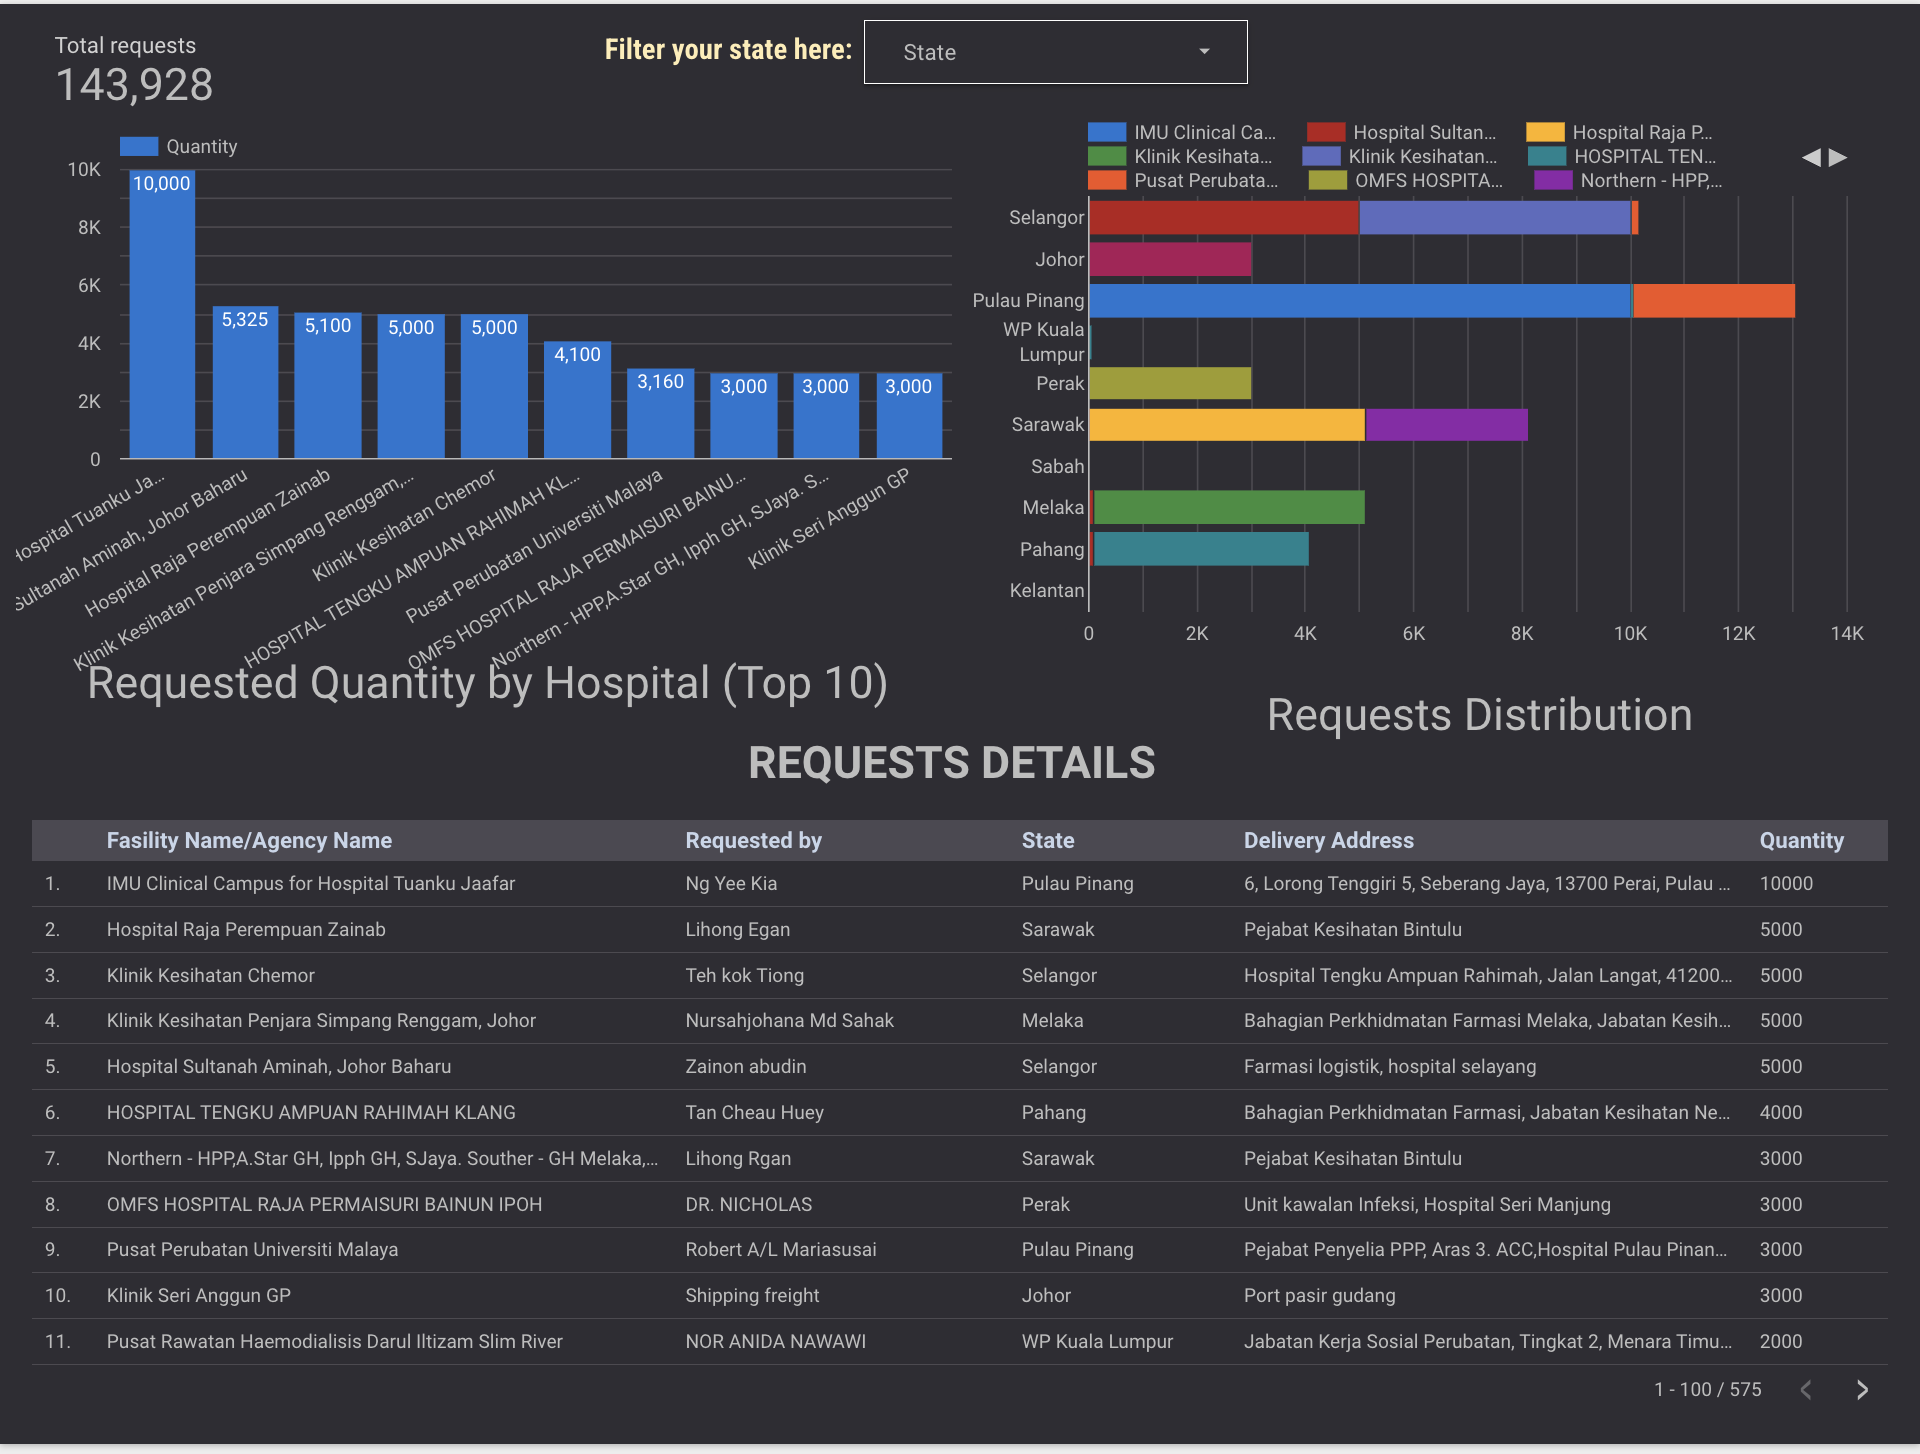 Total requests
143,928
Filter your state here:
State
Quantity
10K
8K
6K
4K
2K
0
10,000
5,325
5,100
5,000
5,000
4,100
3,160
3,000
3,000
3,000
Hospital Tuanku Ja...
Sultanah Aminah, Johor Baharu
Hospital Raja Perempuan Zainab
Klinik Kesihatan Penjara Simpang Renggam,...
Klinik Kesihatan Chemor
HOSPITAL TENGKU AMPUAN RAHIMAH KL...
Pusat Perubatan Universiti Malaya
OMFS HOSPITAL RAJA PERMAISURI BAINU...
Northern - HPP,A.Star GH, Ipph GH, SJaya. S...
Klinik Seri Anggun GP
Requested Quantity by Hospital (Top 10)
IMU Clinical Ca... Hospital Sultan... Hospital Raja P...
Klinik Kesihata... Klinik Kesihatan... HOSPITAL TEN...
Pusat Perubata... OMFS HOSPITA... Northern - HPP,...
Selangor
Johor
Pulau Pinang
WP Kuala
Lumpur
Perak
Sarawak
Sabah
Melaka
Pahang
Kelantan
0 2K 4K 6K 8K 10K 12K 14K
Requests Distribution
REQUESTS DETAILS
Fasility Name/Agency Name Requested by State Delivery Address Quantity
1. IMU Clinical Campus for Hospital Tuanku Jaafar Ng Yee Kia Pulau Pinang 6, Lorong Tenggiri 5, Seberang Jaya, 13700 Perai, Pulau ... 10000
2. Hospital Raja Perempuan Zainab Lihong Egan Sarawak Pejabat Kesihatan Bintulu 5000
3. Klinik Kesihatan Chemor Teh kok Tiong Selangor Hospital Tengku Ampuan Rahimah, Jalan Langat, 41200... 5000
4. Klinik Kesihatan Penjara Simpang Renggam, Johor Nursahjohana Md Sahak Melaka Bahagian Perkhidmatan Farmasi Melaka, Jabatan Kesih... 5000
5. Hospital Sultanah Aminah, Johor Baharu Zainon abudin Selangor Farmasi logistik, hospital selayang 5000
6. HOSPITAL TENGKU AMPUAN RAHIMAH KLANG Tan Cheau Huey Pahang Bahagian Perkhidmatan Farmasi, Jabatan Kesihatan Ne... 4000
7. Northern - HPP,A.Star GH, Ipph GH, SJaya. Souther - GH Melaka,... Lihong Rgan Sarawak Pejabat Kesihatan Bintulu 3000
8. OMFS HOSPITAL RAJA PERMAISURI BAINUN IPOH DR. NICHOLAS Perak Unit kawalan Infeksi, Hospital Seri Manjung 3000
9. Pusat Perubatan Universiti Malaya Robert A/L Mariasusai Pulau Pinang Pejabat Penyelia PPP, Aras 3. ACC,Hospital Pulau Pinan... 3000
10. Klinik Seri Anggun GP Shipping freight Johor Port pasir gudang 3000
11. Pusat Rawatan Haemodialisis Darul Iltizam Slim River NOR ANIDA NAWAWI WP Kuala Lumpur Jabatan Kerja Sosial Perubatan, Tingkat 2, Menara Timu... 2000
1 - 100 / 575